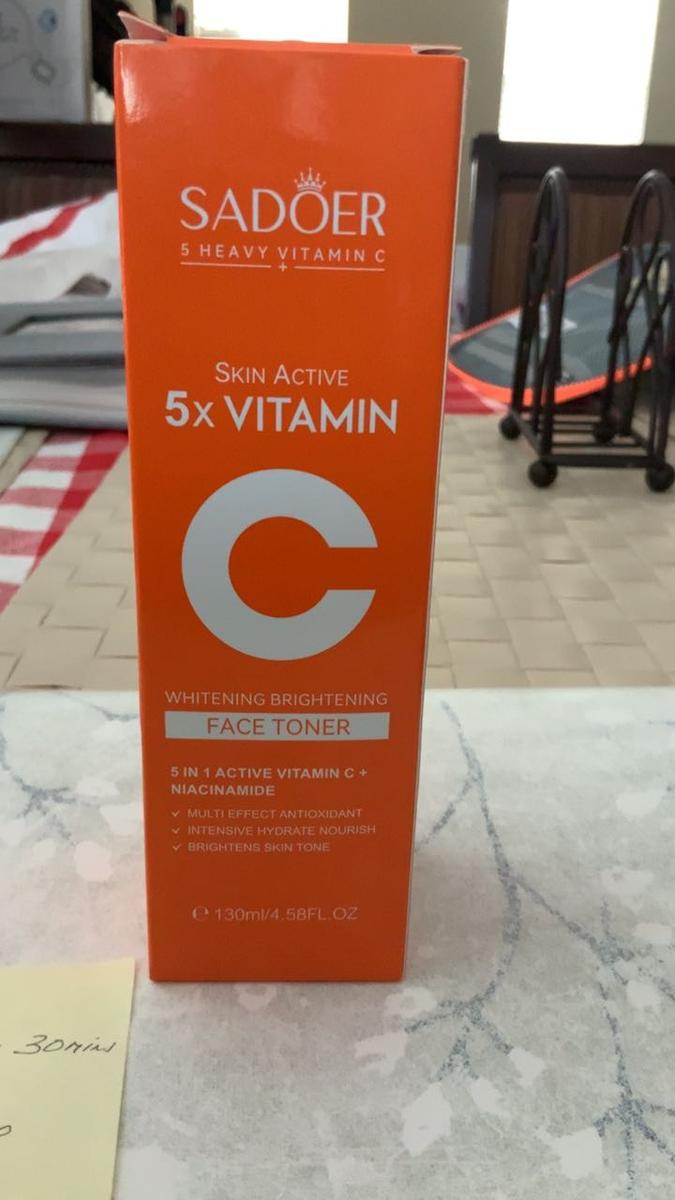 SADOER
5 HEAVY VITAMIN C
SKIN ACTIVE
5x VITAMIN
C
WHITENING BRIGHTENING
FACE TONER
5 IN 1 ACTIVE VITAMIN C +
NIACINAMIDE
✓ MULTI EFFECT ANTIOXIDANT
✓ INTENSIVE HYDRATE NOURISH
✓ BRIGHTENS SKIN TONE
℮ 130ml/4.58FL.OZ
30mins